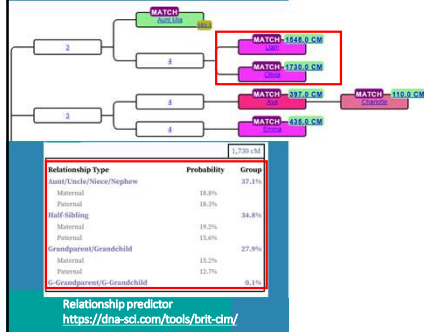 MATCH
Aunt Mia
MATCH 1546.0 CM
3
Liam
4
MATCH 1730.0 CM
Olivia
MATCH 397.0 CM MATCH 110.0 CM
4
Ava Charlotte
3
MATCH 436.0 CM
4
Emma
1,730 cM
Relationship Type Probability Group
Aunt/Uncle/Niece/Nephew 37.1%
Maternal 18.8%
Paternal 18.3%
Half-Sibling 34.8%
Maternal 19.2%
Paternal 15.6%
Grandparent/Grandchild 27.9%
Maternal 15.2%
Paternal 12.7%
G-Grandparent/G-Grandchild 0.1%
Relationship predictor
https://dna-sci.com/tools/brit-cim/